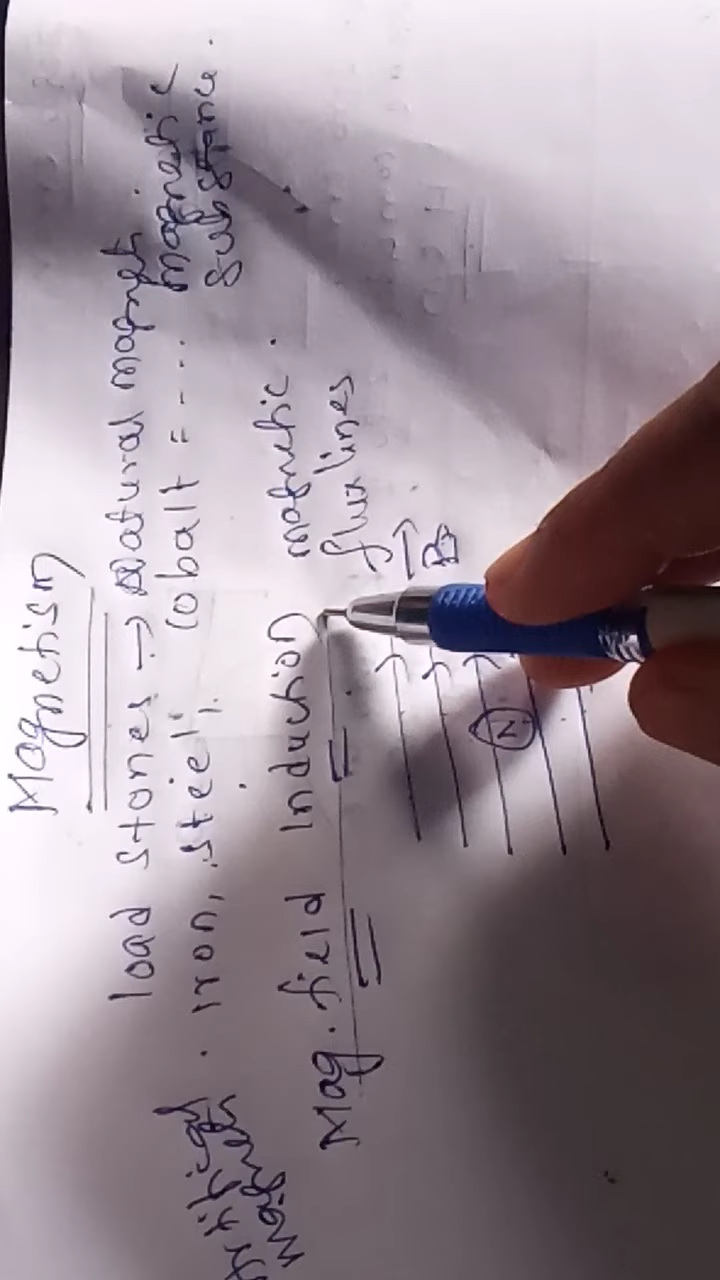 Magnetism
load stones → Natural magnet
Artificial magnet . iron, steel, cobalt = - - - . magnetic substance.
Mag. field Induction magnetic flux lines .
B
N